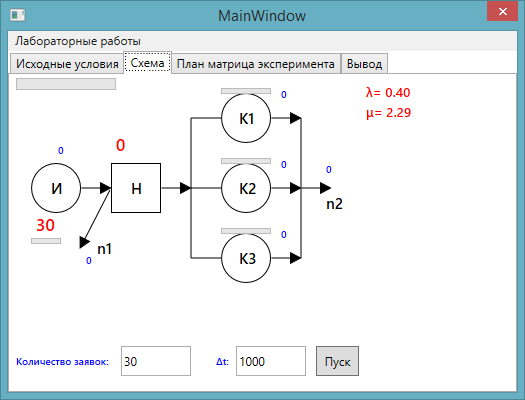 MainWindow
Лабораторные работы
Исходные условия Схема План матрица эксперимента Вывод
0 λ= 0.40
K1 μ= 2.29
0 0
0 0
И Н K2
30 n2
0
n1 K3
0
Количество заявок: 30 Δt: 1000 Пуск